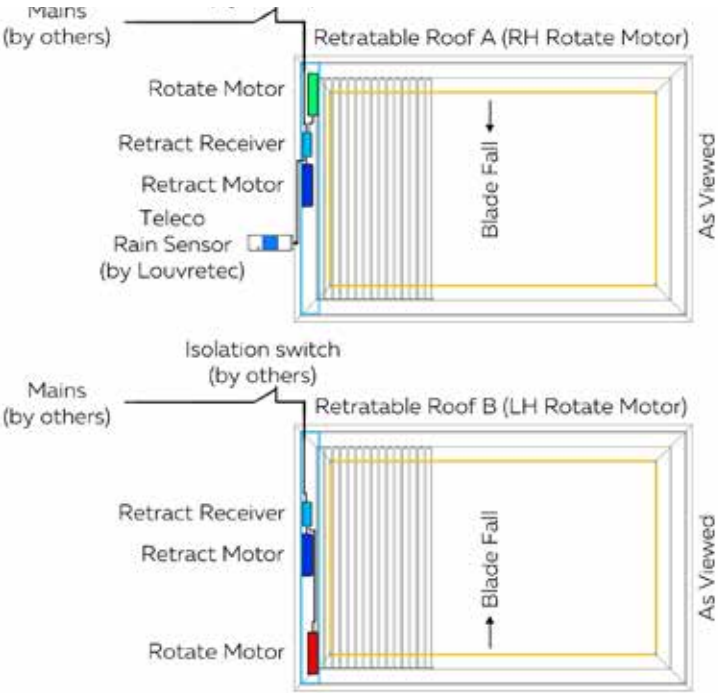 Mains
(by others)
Retratable Roof A (RH Rotate Motor)
Rotate Motor
Retract Receiver
Retract Motor
Teleco
Rain Sensor
(by Louvretec)
Blade Fall
As Viewed
Isolation switch
(by others)
Mains
(by others)
Retratable Roof B (LH Rotate Motor)
Retract Receiver
Retract Motor
Rotate Motor
Blade Fall
As Viewed